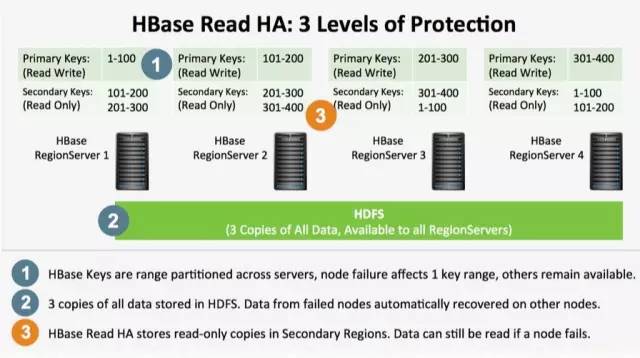 HBase Read HA: 3 Levels of Protection
Primary Keys: 1-100
(Read Write)
Secondary Keys: 101-200
(Read Only) 201-300
1
Primary Keys: 101-200
(Read Write)
Secondary Keys: 201-300
(Read Only) 301-400
Primary Keys: 201-300
(Read Write)
Secondary Keys: 301-400
(Read Only) 1-100
3
Primary Keys: 301-400
(Read Write)
Secondary Keys: 1-100
(Read Only) 101-200
HBase
RegionServer 1
HBase
RegionServer 2
HBase
RegionServer 3
HBase
RegionServer 4
2
HDFS
(3 Copies of All Data, Available to all RegionServers)
1 HBase Keys are range partitioned across servers, node failure affects 1 key range, others remain available.
2 3 copies of all data stored in HDFS. Data from failed nodes automatically recovered on other nodes.
3 HBase Read HA stores read-only copies in Secondary Regions. Data can still be read if a node fails.